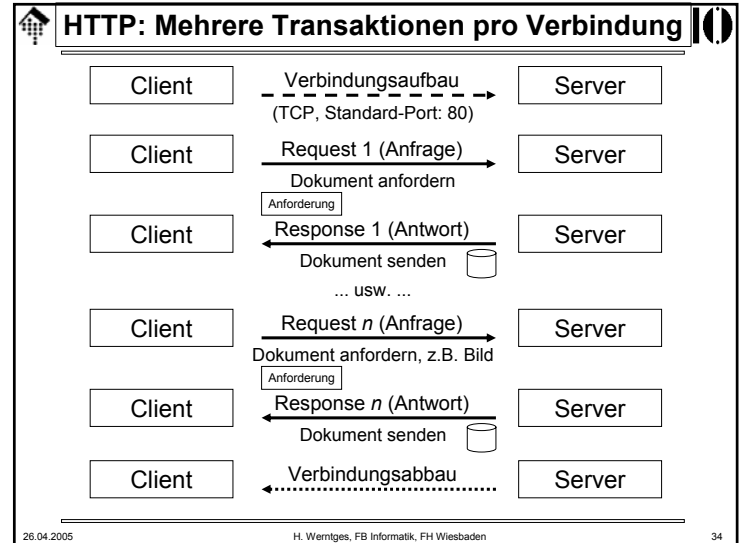 HTTP: Mehrere Transaktionen pro Verbindung
Client Verbindungsaufbau Server
(TCP, Standard-Port: 80)
Client Request 1 (Anfrage) Server
Dokument anfordern
Anforderung
Client Response 1 (Antwort) Server
Dokument senden
... usw. ...
Client Request n (Anfrage) Server
Dokument anfordern, z.B. Bild
Anforderung
Client Response n (Antwort) Server
Dokument senden
Client Verbindungsabbau Server
26.04.2005 H. Werntges, FB Informatik, FH Wiesbaden 34